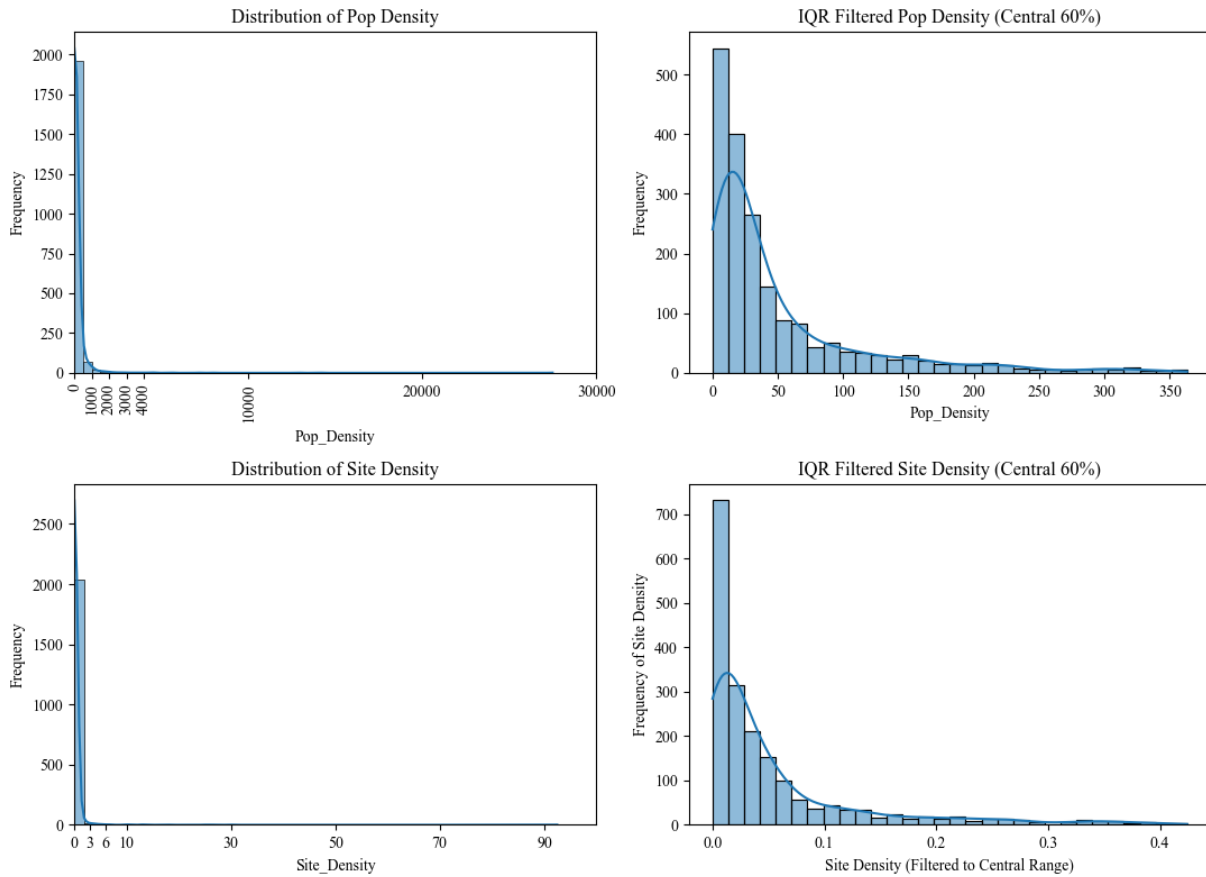 Distribution of Pop Density
2000
1750
1500
1250
1000
750
500
250
0
Frequency
0
1000
2000
3000
4000
10000
20000
30000
Pop_Density
IQR Filtered Pop Density (Central 60%)
500
400
300
200
100
0
Frequency
0 50 100 150 200 250 300 350
Pop_Density
Distribution of Site Density
2500
2000
1500
1000
500
0
Frequency
0 3 6 10 30 50 70 90
Site_Density
IQR Filtered Site Density (Central 60%)
700
600
500
400
300
200
100
0
Frequency of Site Density
0.0 0.1 0.2 0.3 0.4
Site Density (Filtered to Central Range)